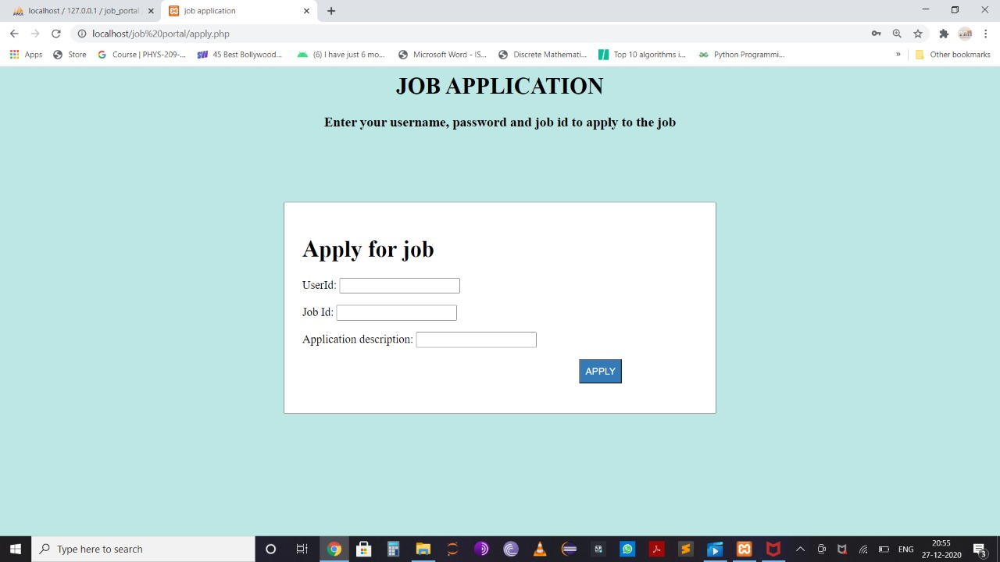 localhost / 127.0.0.1 / job_portal
job application
localhost/job%20portal/apply.php
Apps
Store
Course | PHYS-209-...
45 Best Bollywood...
(6) I have just 6 mo...
Microsoft Word - IS...
Discrete Mathemati...
Top 10 algorithms i...
Python Programmi...
»
Other bookmarks
JOB APPLICATION
Enter your username, password and job id to apply to the job
Apply for job
UserId:
Job Id:
Application description:
APPLY
Type here to search
ENG
20:55
27-12-2020
3